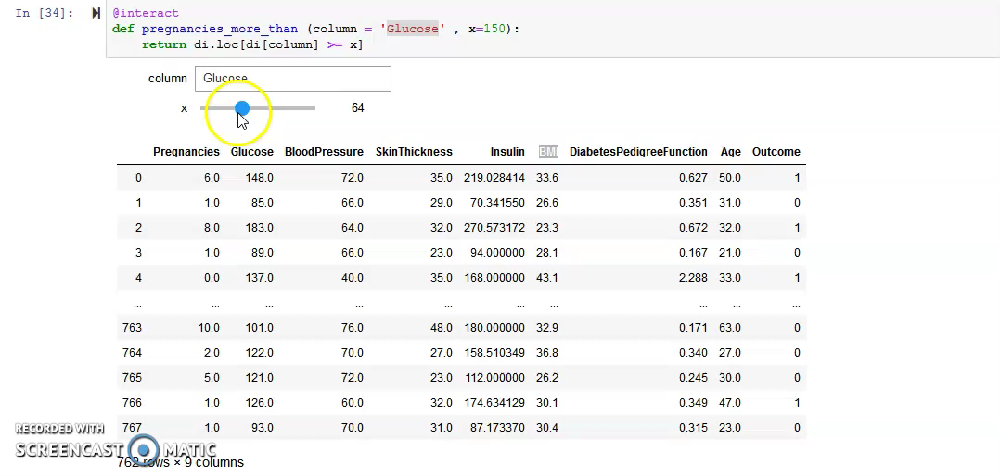 In [34]:
@interact
def pregnancies_more_than (column = 'Glucose' , x=150):
return di.loc[di[column] >= x]
column Glucose
x 64
Pregnancies Glucose BloodPressure SkinThickness Insulin BMI DiabetesPedigreeFunction Age Outcome
0 6.0 148.0 72.0 35.0 219.028414 33.6 0.627 50.0 1
1 1.0 85.0 66.0 29.0 70.341550 26.6 0.351 31.0 0
2 8.0 183.0 64.0 32.0 270.573172 23.3 0.672 32.0 1
3 1.0 89.0 66.0 23.0 94.000000 28.1 0.167 21.0 0
4 0.0 137.0 40.0 35.0 168.000000 43.1 2.288 33.0 1
... ... ... ... ... ... ... ... ... ...
763 10.0 101.0 76.0 48.0 180.000000 32.9 0.171 63.0 0
764 2.0 122.0 70.0 27.0 158.510349 36.8 0.340 27.0 0
765 5.0 121.0 72.0 23.0 112.000000 26.2 0.245 30.0 0
766 1.0 126.0 60.0 32.0 174.634129 30.1 0.349 47.0 1
767 1.0 93.0 70.0 31.0 87.173370 30.4 0.315 23.0 0
RECORDED WITH
SCREENCAST MATIC
762 rows × 9 columns